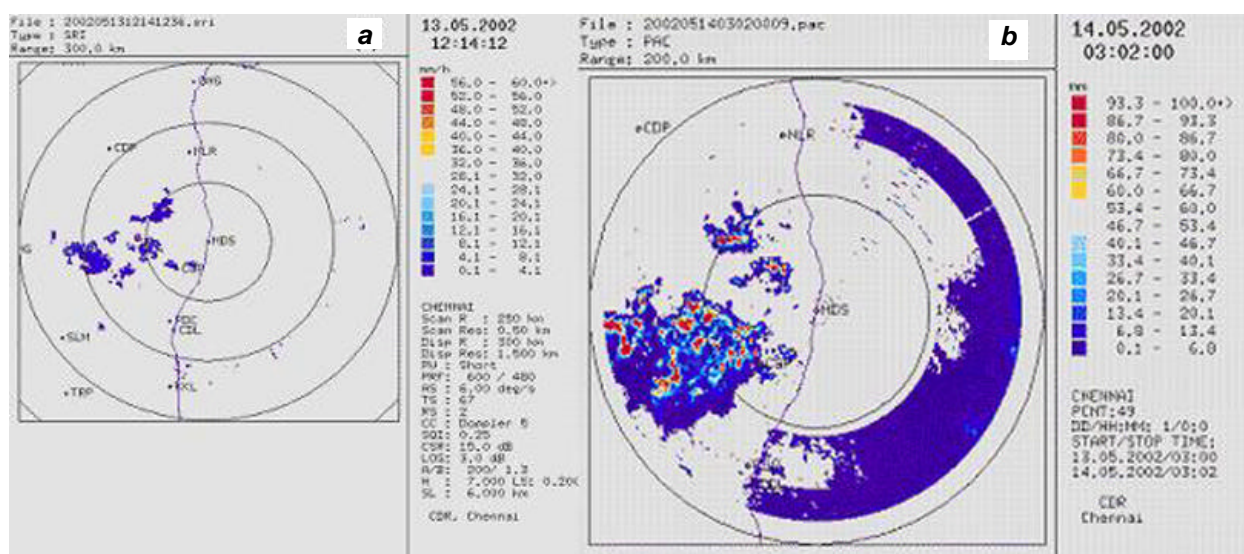 File : 2002051312141236.sri
Type : SRI
Range: 300.0 km
a
13.05.2002
12:14:12
mm/h
56.0 - 60.0+>
52.0 - 56.0
48.0 - 52.0
44.0 - 48.0
40.0 - 44.0
36.0 - 40.0
32.0 - 36.0
28.1 - 32.0
24.1 - 28.1
20.1 - 24.1
16.1 - 20.1
12.1 - 16.1
8.1 - 12.1
4.1 - 8.1
0.1 - 4.1
CDP
NLR
MDS
PDC
CDL
SLM
KKL
TRP
CHENNAI
Scan R : 250 km
Scan Res: 0.50 km
Disp R : 300 km
Disp Res: 1.500 km
PW : Short
PRF: 600 / 480
AS : 6.00 deg/s
TS : 67
RS : 2
CC : Doppler 5
SQI: 0.25
CSR: 15.0 dB
LOG: 3.0 dB
A/B: 200/ 1.3
H : 7.000 LS: 0.200
SL : 6.000 km
CDR, Chennai
File : 2002051403020009.pac
Type : PAC
Range: 200.0 km
b
14.05.2002
03:02:00
mm
93.3 - 100.0+>
86.7 - 93.3
80.0 - 86.7
73.4 - 80.0
66.7 - 73.4
60.0 - 66.7
53.4 - 60.0
46.7 - 53.4
40.1 - 46.7
33.4 - 40.1
26.7 - 33.4
20.1 - 26.7
13.4 - 20.1
6.8 - 13.4
0.1 - 6.8
CDP
NLR
MDS
CHENNAI
PCNT:49
DD/HH:MM: 1/0:0
START/STOP TIME:
13.05.2002/03:00
14.05.2002/03:02
CDR
Chennai